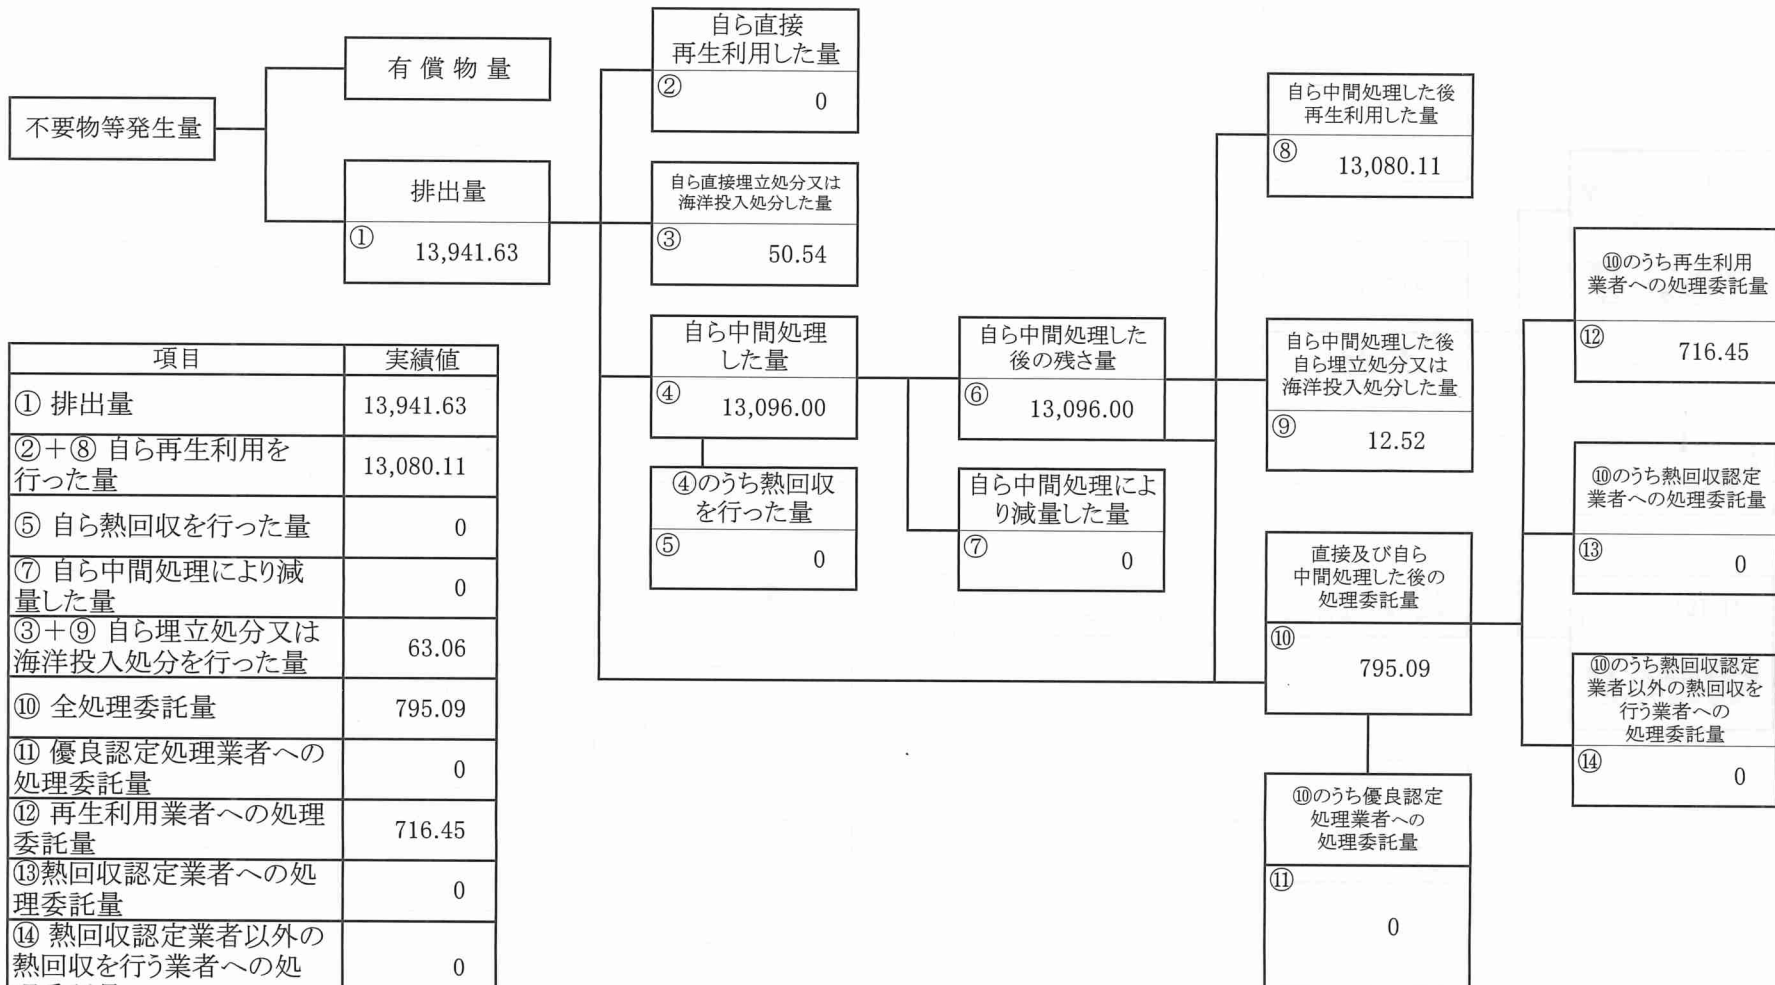 不要物等発生量
有償物量
排出量
①
13,941.63
自ら直接
再生利用した量
②
0
自ら直接埋立処分又は
海洋投入処分した量
③
50.54
自ら中間処理
した量
④
13,096.00
④のうち熱回収
を行った量
⑤
0
自ら中間処理した
後の残さ量
⑥
13,096.00
自ら中間処理によ
り減量した量
⑦
0
自ら中間処理した後
再生利用した量
⑧
13,080.11
自ら中間処理した後
自ら埋立処分又は
海洋投入処分した量
⑨
12.52
直接及び自ら
中間処理した後の
処理委託量
⑩
795.09
⑩のうち優良認定
処理業者への
処理委託量
⑪
0
⑩のうち再生利用
業者への処理委託量
⑫
716.45
⑩のうち熱回収認定
業者への処理委託量
⑬
0
⑩のうち熱回収認定
業者以外の熱回収を
行う業者への
処理委託量
⑭
0
項目 実績値
① 排出量 13,941.63
②＋⑧ 自ら再生利用を
行った量 13,080.11
⑤ 自ら熱回収を行った量 0
⑦ 自ら中間処理により減
量した量 0
③＋⑨ 自ら埋立処分又は
海洋投入処分を行った量 63.06
⑩ 全処理委託量 795.09
⑪ 優良認定処理業者への
処理委託量 0
⑫ 再生利用業者への処理
委託量 716.45
⑬熱回収認定業者への処
理委託量 0
⑭ 熱回収認定業者以外の
熱回収を行う業者への処 0